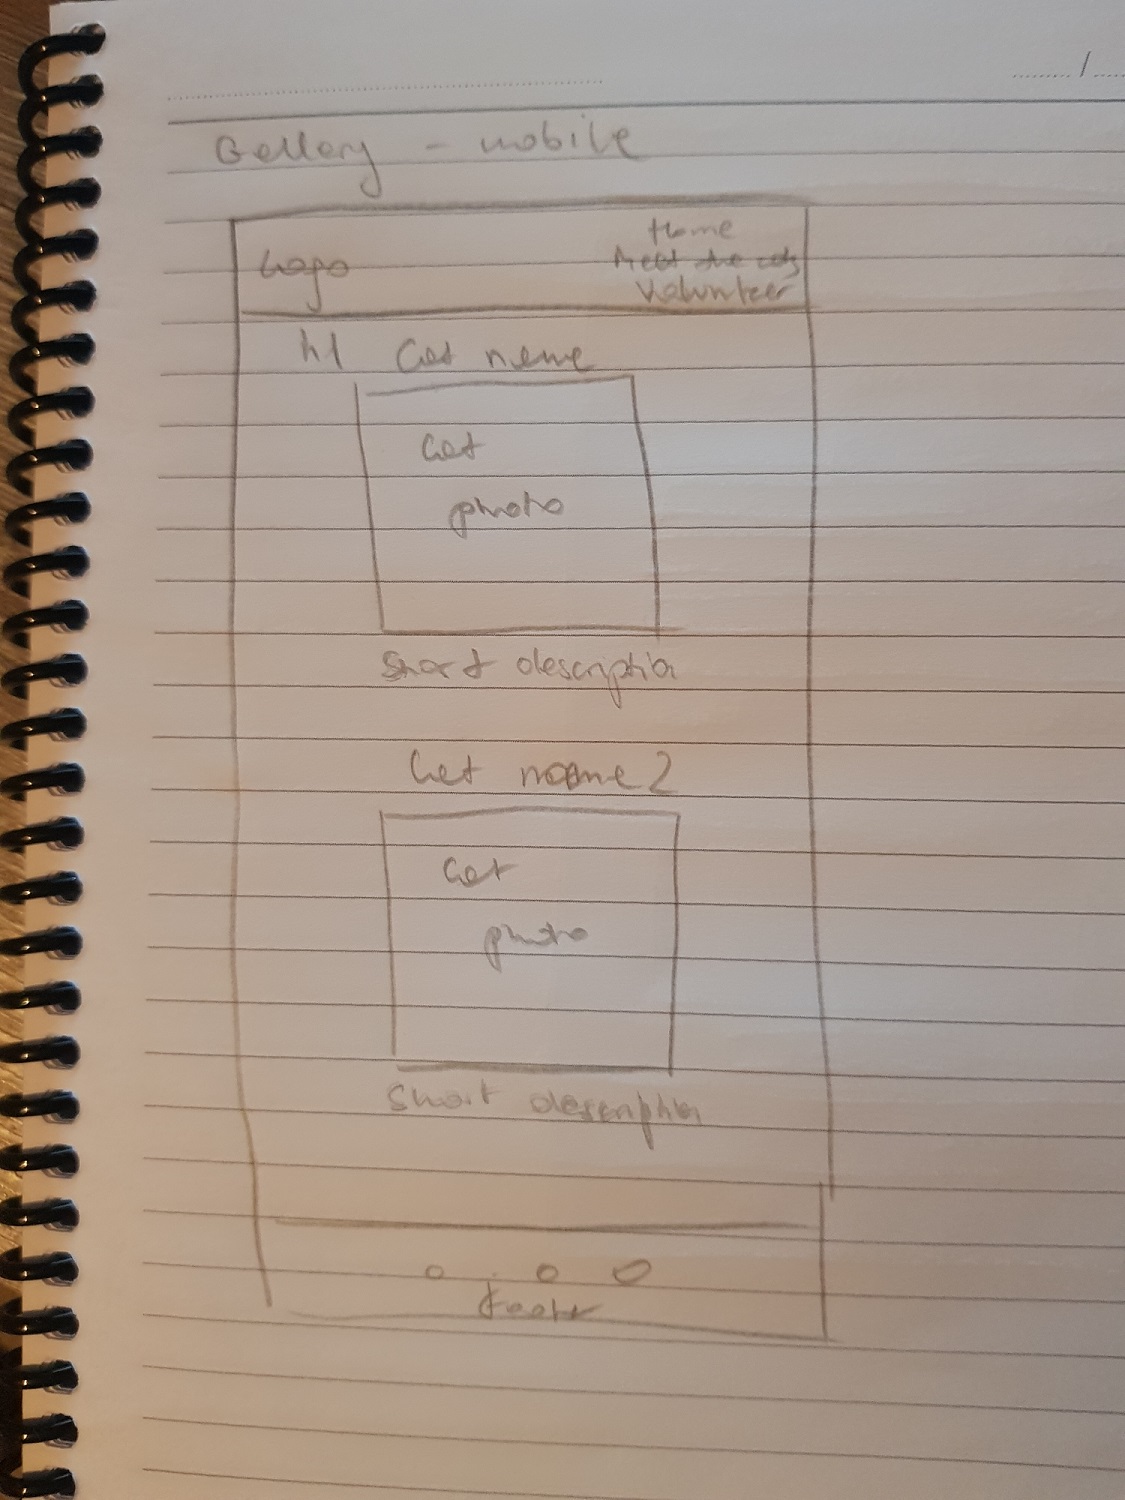 Gallery - mobile
Home
Logo
Meet the cats
Volunteer
h1 Cat name
Cat
photo
Short description
Cat name 2
Cat
photo
Short description
footer